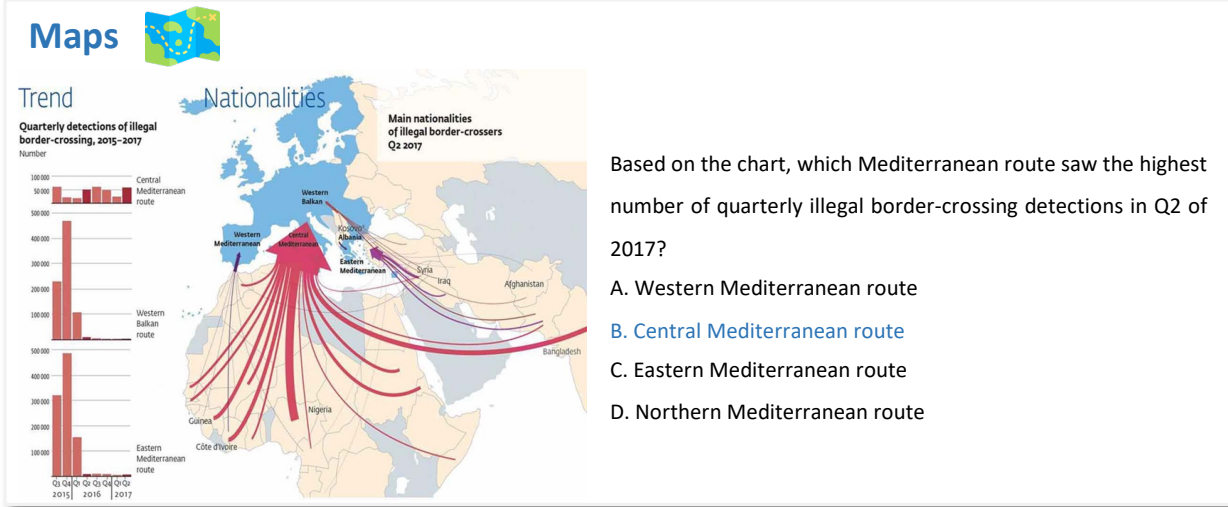 Maps
Trend
Quarterly detections of illegal
border-crossing, 2015–2017
Number
100 000
50 000
Central
Mediterranean
route
500 000
400 000
300 000
200 000
100 000
Western
Balkan
route
500 000
400 000
300 000
200 000
100 000
Eastern
Mediterranean
route
Q3 Q4 Q1 Q2 Q3 Q4 Q1 Q2
2015 2016 2017
Nationalities
Main nationalities
of illegal border-crossers
Q2 2017
Western
Balkan
Western
Mediterranean
Central
Mediterranean
Kosovo*
Albania
Eastern
Mediterranean
Syria
Iraq
Afghanistan
Bangladesh
Guinea
Côte d'Ivoire
Nigeria
Based on the chart, which Mediterranean route saw the highest
number of quarterly illegal border-crossing detections in Q2 of
2017?
A. Western Mediterranean route
B. Central Mediterranean route
C. Eastern Mediterranean route
D. Northern Mediterranean route